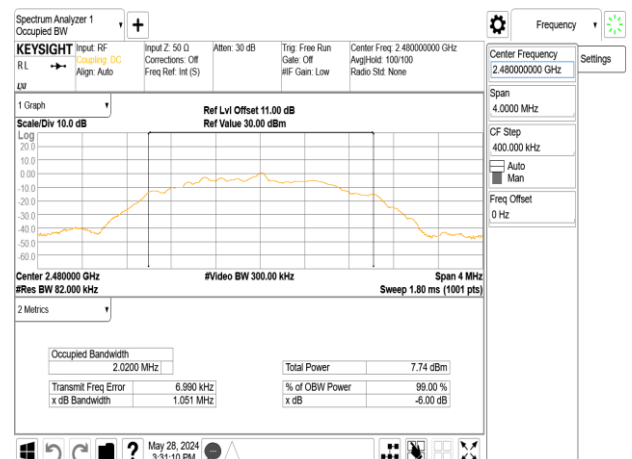 Spectrum Analyzer 1
Occupied BW
+
Frequency
KEYSIGHT
RL
LXI
Input: RF
Coupling: DC
Align: Auto
Input Z: 50 Ω
Corrections: Off
Freq Ref: Int (S)
Atten: 30 dB
Trig: Free Run
Gate: Off
#IF Gain: Low
Center Freq: 2.480000000 GHz
Avg|Hold: 100/100
Radio Std: None
Center Frequency
2.480000000 GHz
Settings
Span
4.0000 MHz
CF Step
400.000 kHz
Auto
Man
Freq Offset
0 Hz
1 Graph
Scale/Div 10.0 dB
Ref Lvl Offset 11.00 dB
Ref Value 30.00 dBm
Log
20.0
10.0
0.00
-10.0
-20.0
-30.0
-40.0
-50.0
-60.0
Center 2.480000 GHz
#Res BW 82.000 kHz
#Video BW 300.00 kHz
Span 4 MHz
Sweep 1.80 ms (1001 pts)
2 Metrics
Occupied Bandwidth
2.0200 MHz
Total Power 7.74 dBm
Transmit Freq Error 6.990 kHz
% of OBW Power 99.00 %
x dB Bandwidth 1.051 MHz
x dB -6.00 dB
?
May 28, 2024
3:31:10 PM